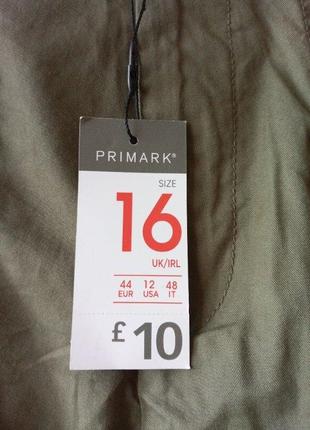 PRIMARK®
SIZE
16
UK/IRL
44 12 48
EUR USA IT
£10